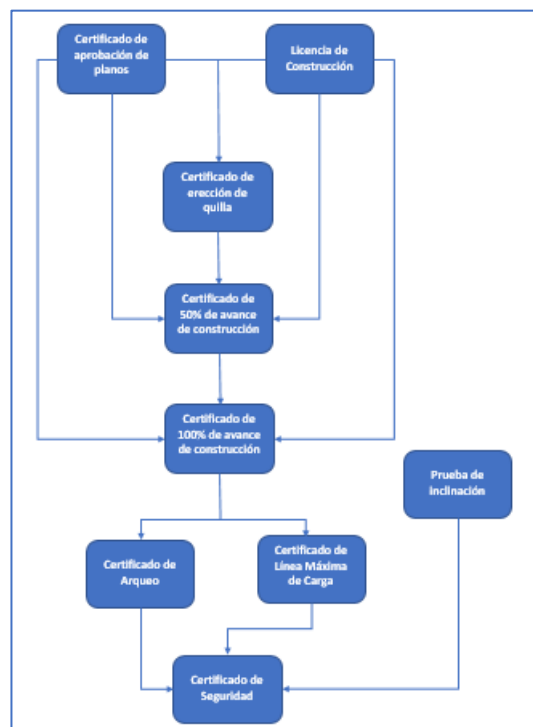 Certificado de
aprobación de
planos
Licencia de
Construcción
Certificado de
erección de
quilla
Certificado de
50% de avance
de construcción
Certificado de
100% de avance
de construcción
Prueba de
inclinación
Certificado de
Arqueo
Certificado de
Línea Máxima
de Carga
Certificado de
Seguridad